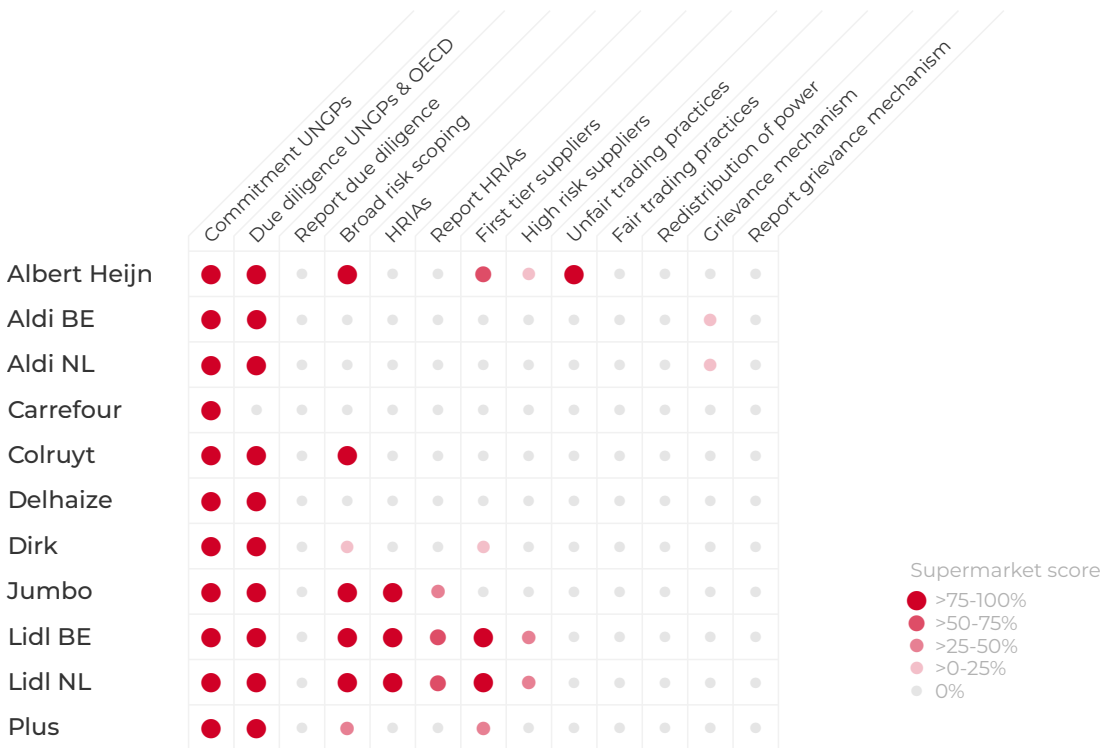 Commitment UNGPs
Due diligence UNGPs & OECD
Report due diligence
Broad risk scoping
HRIAs
Report HRIAs
First tier suppliers
High risk suppliers
Unfair trading practices
Fair trading practices
Redistribution of power
Grievance mechanism
Report grievance mechanism
Albert Heijn
Aldi BE
Aldi NL
Carrefour
Colruyt
Delhaize
Dirk
Jumbo
Lidl BE
Lidl NL
Plus
Supermarket score
>75-100%
>50-75%
>25-50%
>0-25%
0%